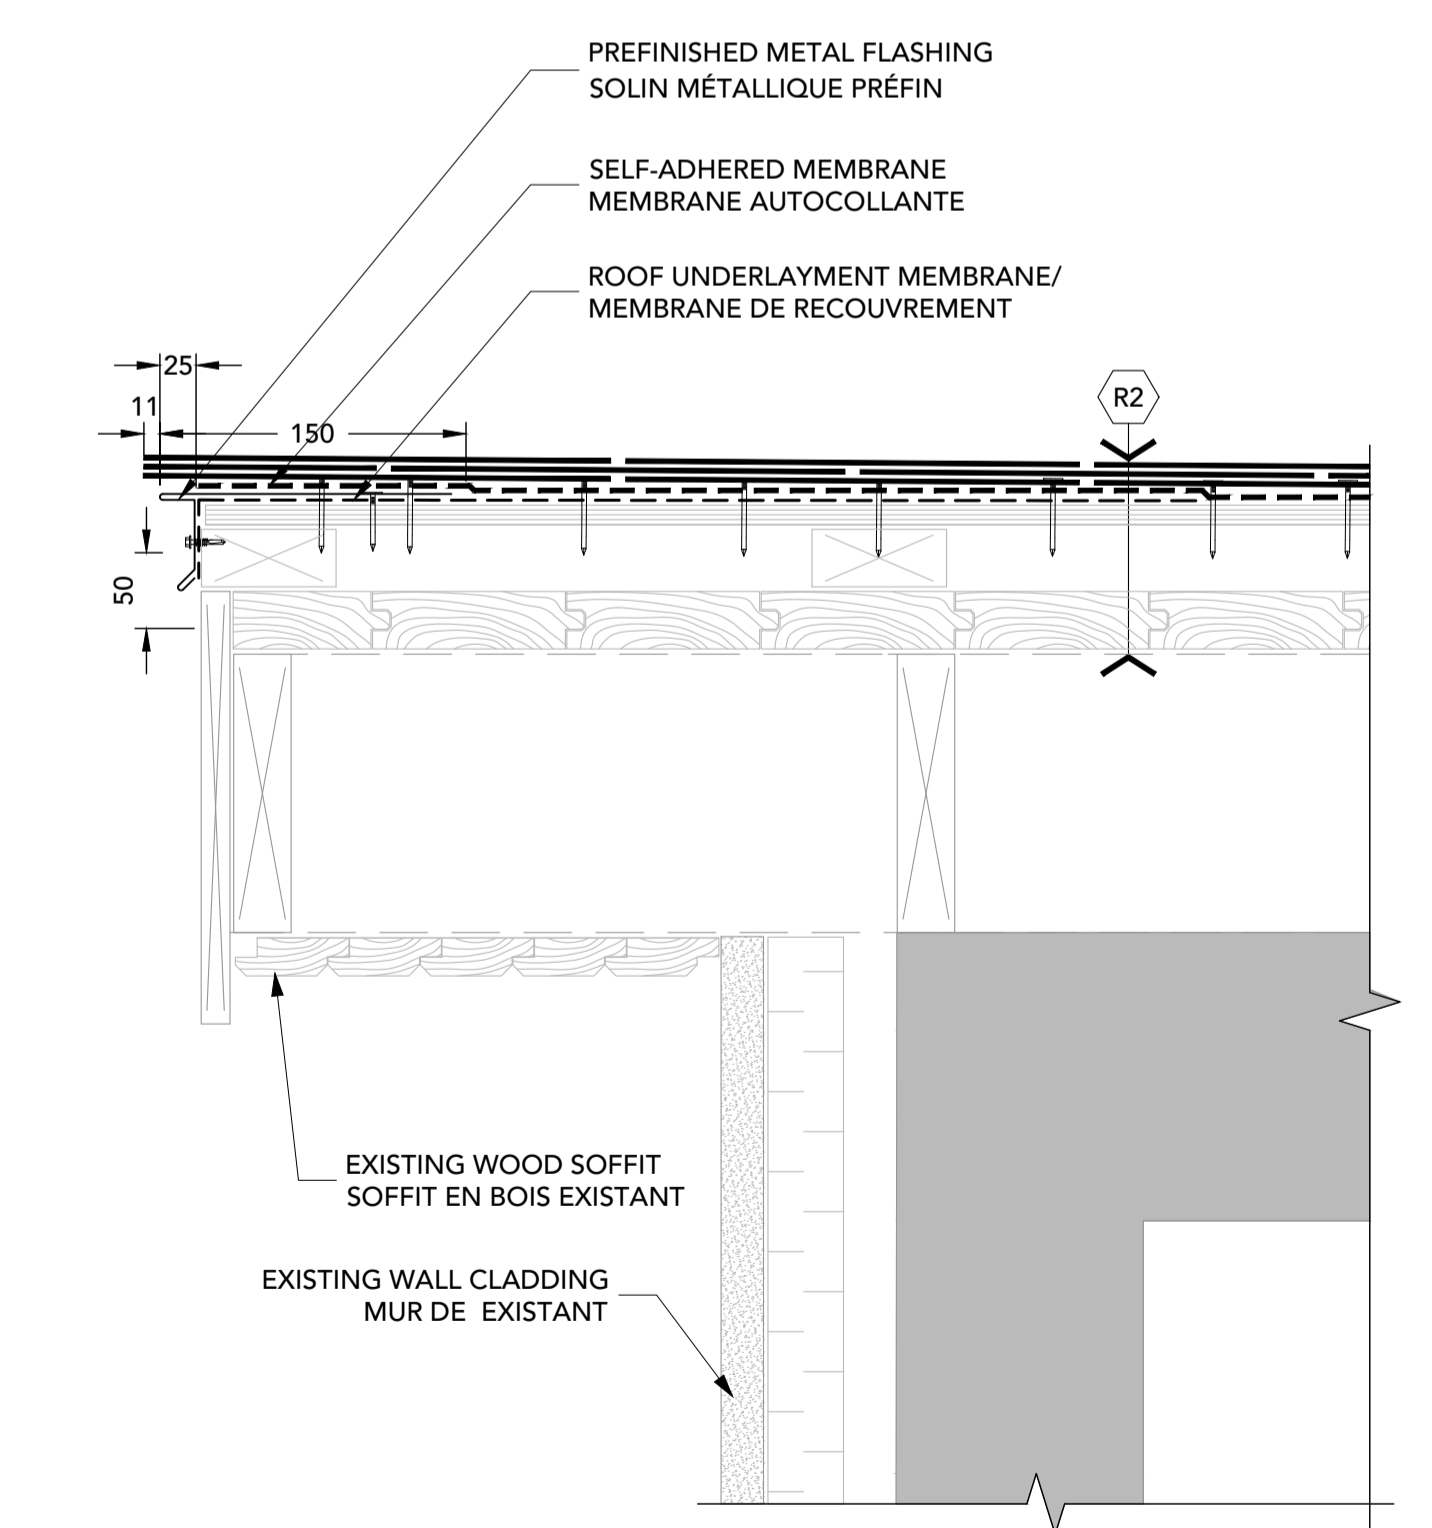 PREFINISHED METAL FLASHING
SOLIN MÉTALLIQUE PRÉFIN
SELF-ADHERED MEMBRANE
MEMBRANE AUTOCOLLANTE
ROOF UNDERLAYMENT MEMBRANE/
MEMBRANE DE RECOUVREMENT
25
11
150
R2
50
EXISTING WOOD SOFFIT
SOFFIT EN BOIS EXISTANT
EXISTING WALL CLADDING
MUR DE EXISTANT